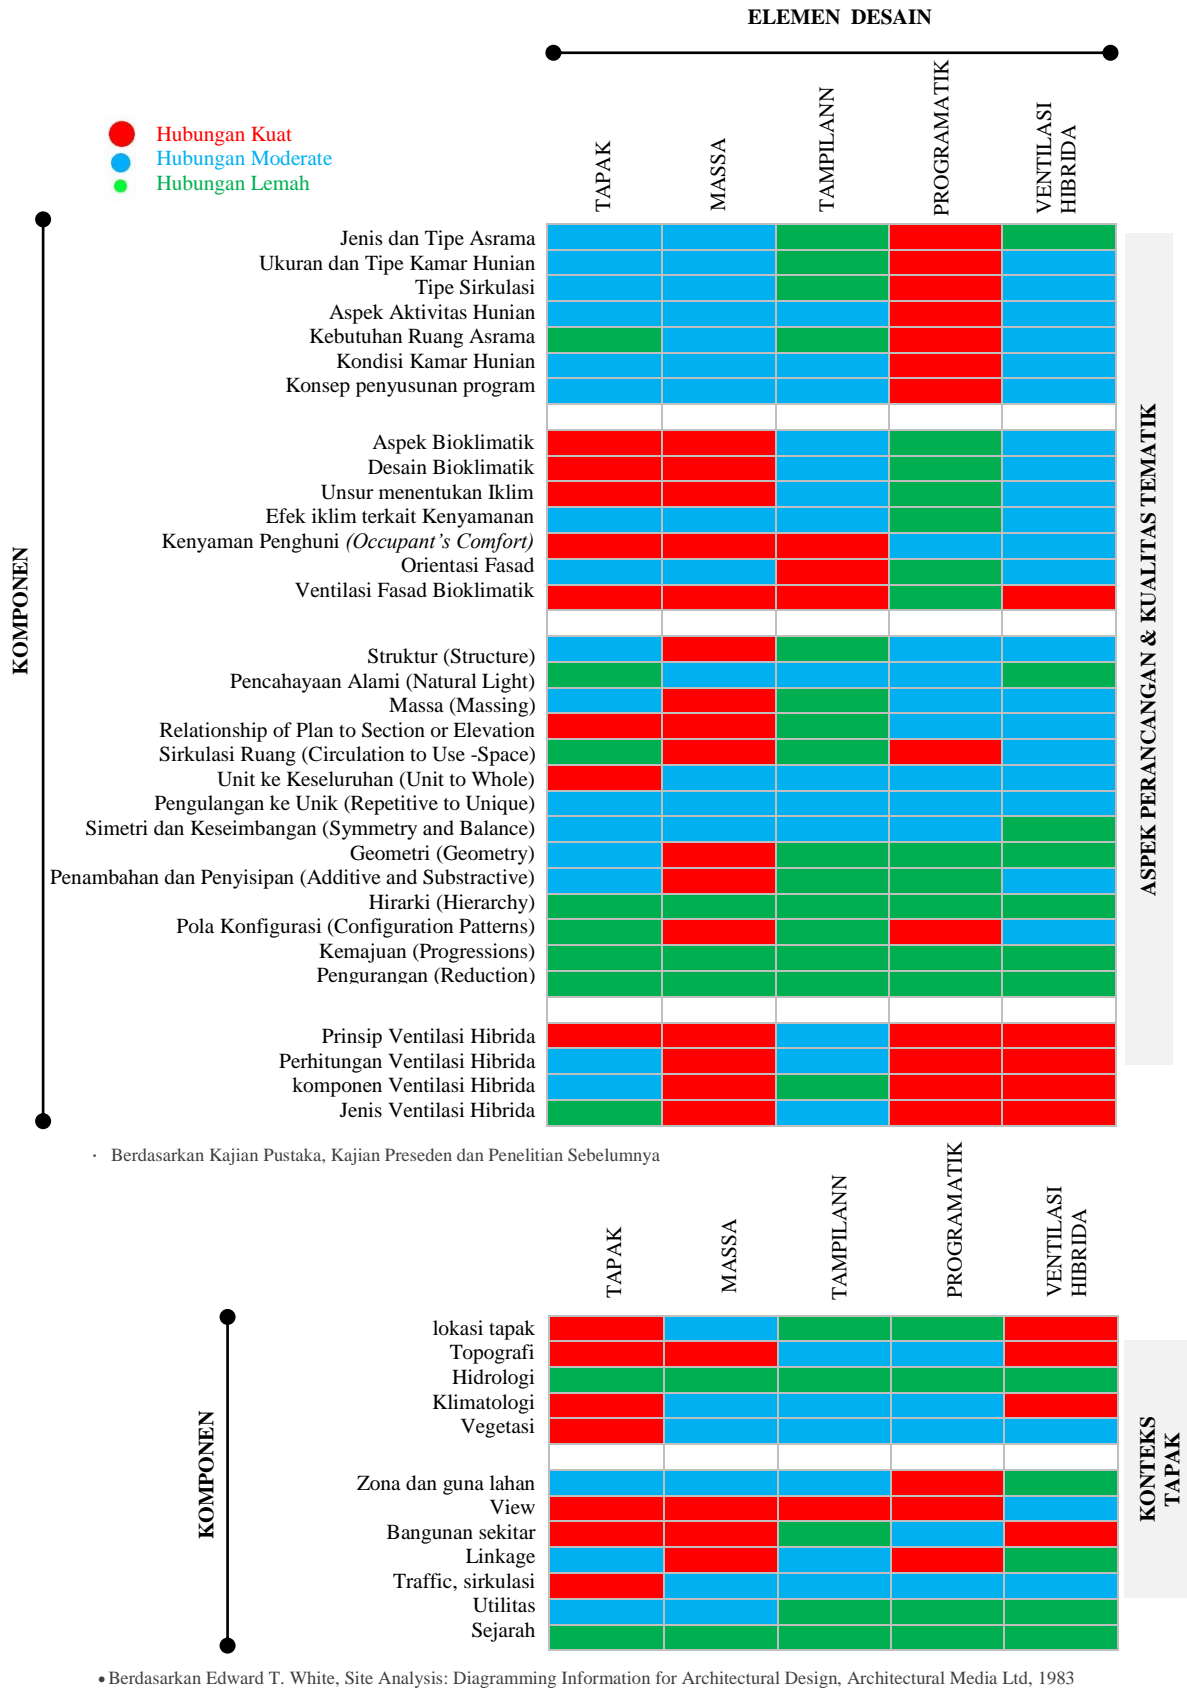 ELEMEN DESAIN
Hubungan Kuat
Hubungan Moderate
Hubungan Lemah
TAPAK
MASSA
TAMPILANN
PROGRAMATIK
VENTILASI
HIBRIDA
KOMPONEN
Jenis dan Tipe Asrama
Ukuran dan Tipe Kamar Hunian
Tipe Sirkulasi
Aspek Aktivitas Hunian
Kebutuhan Ruang Asrama
Kondisi Kamar Hunian
Konsep penyusunan program
Aspek Bioklimatik
Desain Bioklimatik
Unsur menentukan Iklim
Efek iklim terkait Kenyamanan
Kenyaman Penghuni (Occupant’s Comfort)
Orientasi Fasad
Ventilasi Fasad Bioklimatik
Struktur (Structure)
Pencahayaan Alami (Natural Light)
Massa (Massing)
Relationship of Plan to Section or Elevation
Sirkulasi Ruang (Circulation to Use -Space)
Unit ke Keseluruhan (Unit to Whole)
Pengulangan ke Unik (Repetitive to Unique)
Simetri dan Keseimbangan (Symmetry and Balance)
Geometri (Geometry)
Penambahan dan Penyisipan (Additive and Substractive)
Hirarki (Hierarchy)
Pola Konfigurasi (Configuration Patterns)
Kemajuan (Progressions)
Pengurangan (Reduction)
Prinsip Ventilasi Hibrida
Perhitungan Ventilasi Hibrida
komponen Ventilasi Hibrida
Jenis Ventilasi Hibrida
ASPEK PERANCANGAN & KUALITAS TEMATIK
· Berdasarkan Kajian Pustaka, Kajian Preseden dan Penelitian Sebelumnya
TAPAK
MASSA
TAMPILANN
PROGRAMATIK
VENTILASI
HIBRIDA
KOMPONEN
lokasi tapak
Topografi
Hidrologi
Klimatologi
Vegetasi
Zona dan guna lahan
View
Bangunan sekitar
Linkage
Traffic, sirkulasi
Utilitas
Sejarah
KONTEKS
TAPAK
• Berdasarkan Edward T. White, Site Analysis: Diagramming Information for Architectural Design, Architectural Media Ltd, 1983